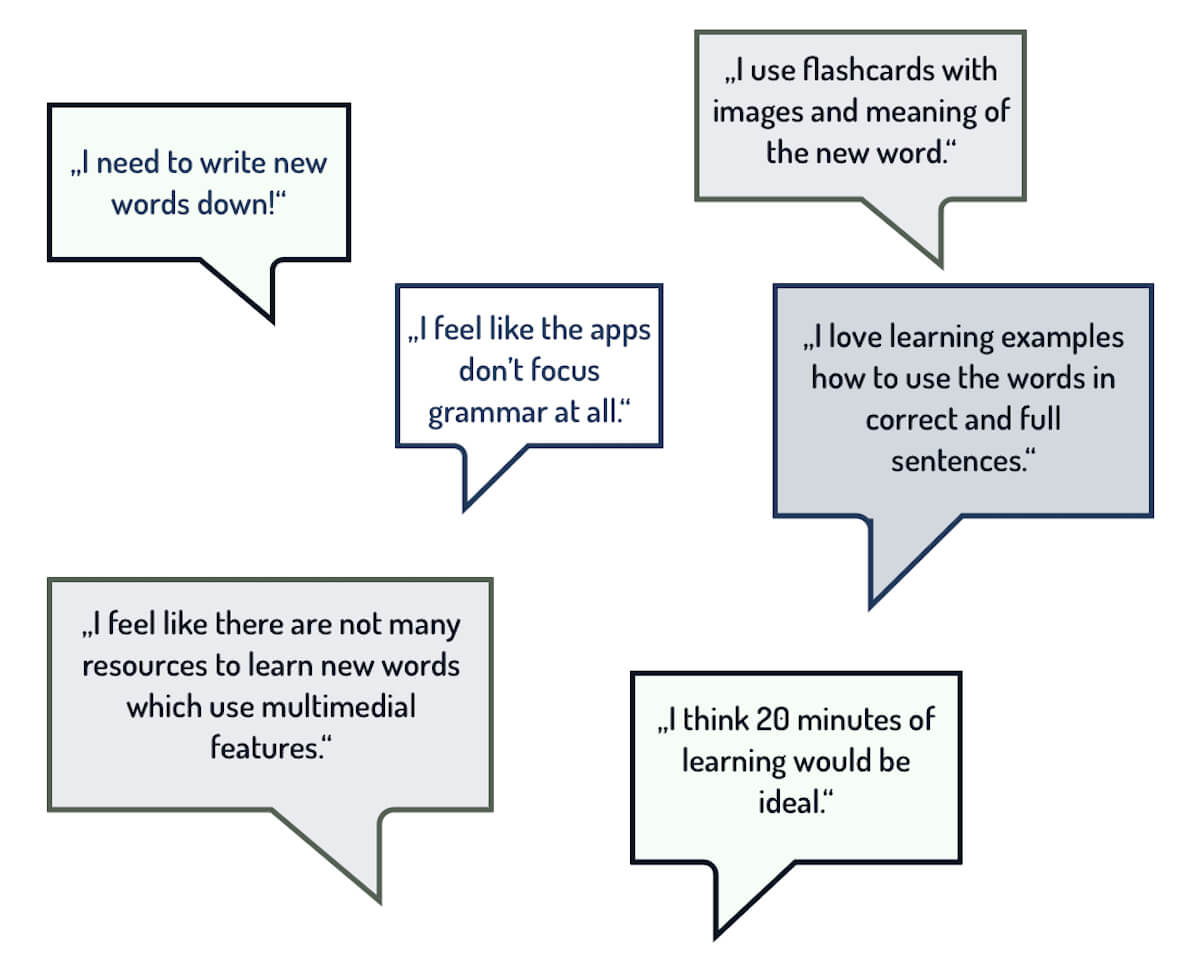 „I use flashcards with
images and meaning of
the new word.“
„I need to write new
words down!“
„I feel like the apps
don’t focus
grammar at all.“
„I love learning examples
how to use the words in
correct and full
sentences.“
„I feel like there are not many
resources to learn new words
which use multimedial
features.“
„I think 20 minutes of
learning would be
ideal.“